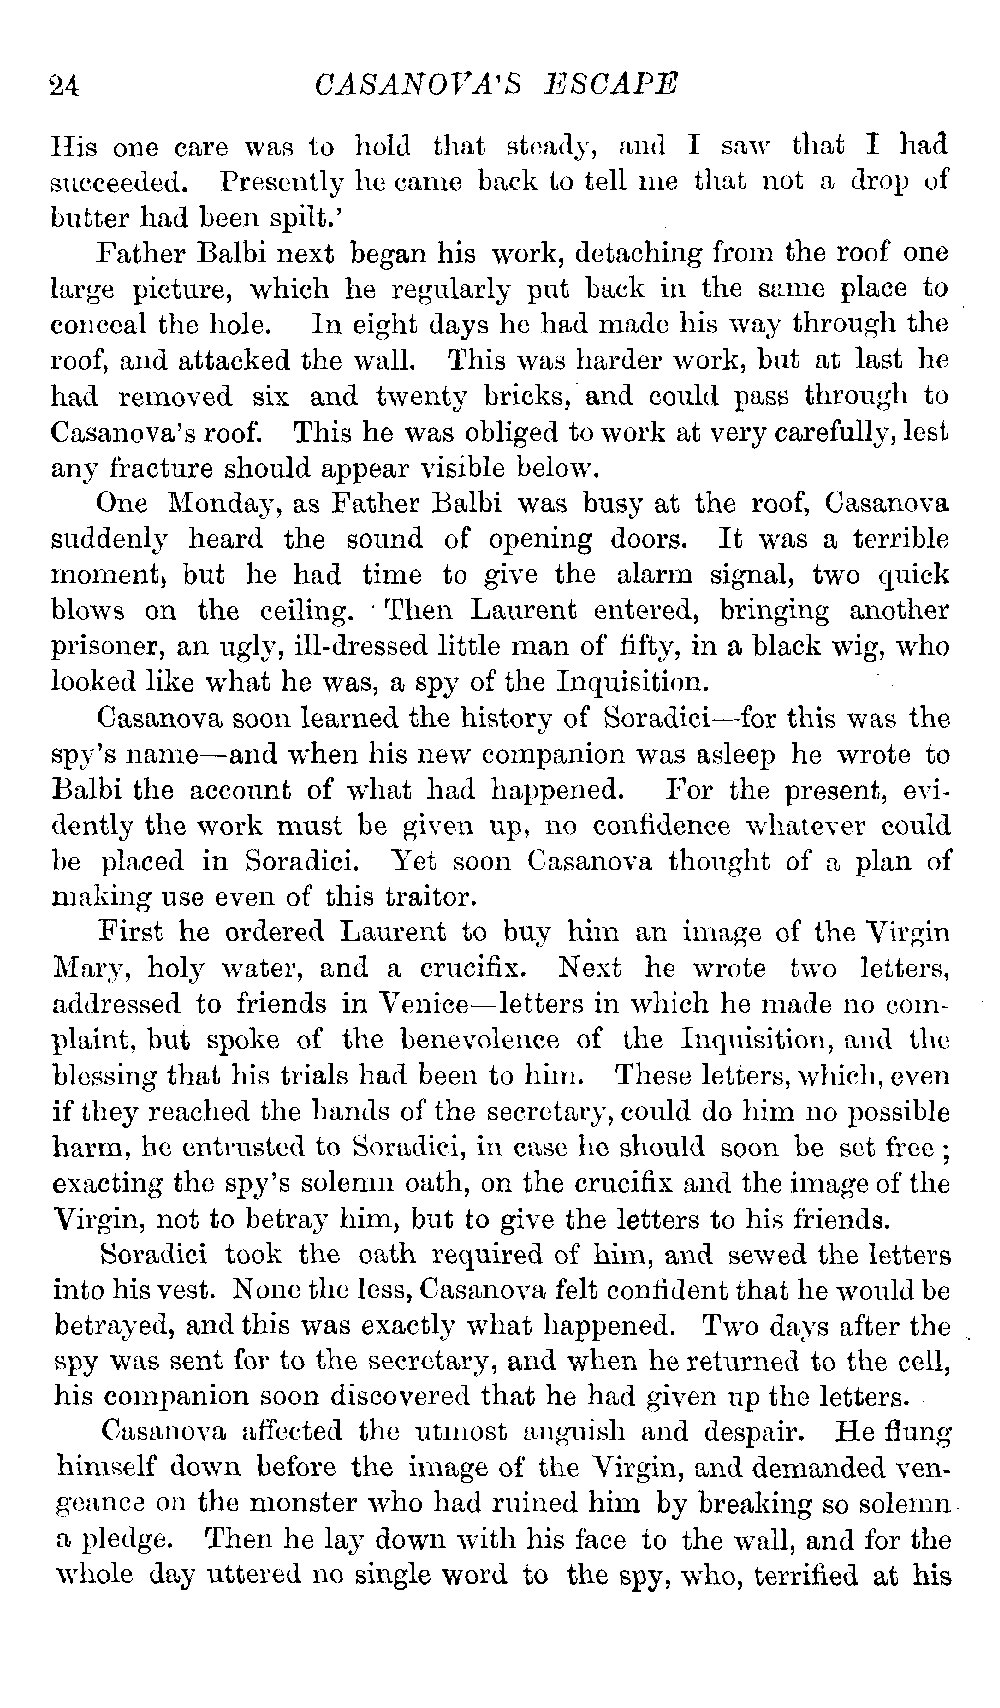 24 CASANOVA'S ESCAPE
His one care was to hold that steady, and I saw that I had
succeeded. Presently he came back to tell me that not a drop of
butter had been spilt.'
Father Balbi next began his work, detaching from the roof one
large picture, which he regularly put back in the same place to
conceal the hole. In eight days he had made his way through the
roof, and attacked the wall. This was harder work, but at last he
had removed six and twenty bricks, and could pass through to
Casanova's roof. This he was obliged to work at very carefully, lest
any fracture should appear visible below.
One Monday, as Father Balbi was busy at the roof, Casanova
suddenly heard the sound of opening doors. It was a terrible
moment, but he had time to give the alarm signal, two quick
blows on the ceiling. Then Laurent entered, bringing another
prisoner, an ugly, ill-dressed little man of fifty, in a black wig, who
looked like what he was, a spy of the Inquisition.
Casanova soon learned the history of Soradici—for this was the
spy's name—and when his new companion was asleep he wrote to
Balbi the account of what had happened. For the present, evi-
dently the work must be given up, no confidence whatever could
be placed in Soradici. Yet soon Casanova thought of a plan of
making use even of this traitor.
First he ordered Laurent to buy him an image of the Virgin
Mary, holy water, and a crucifix. Next he wrote two letters,
addressed to friends in Venice—letters in which he made no com-
plaint, but spoke of the benevolence of the Inquisition, and the
blessing that his trials had been to him. These letters, which, even
if they reached the hands of the secretary, could do him no possible
harm, he entrusted to Soradici, in case he should soon be set free;
exacting the spy's solemn oath, on the crucifix and the image of the
Virgin, not to betray him, but to give the letters to his friends.
Soradici took the oath required of him, and sewed the letters
into his vest. None the less, Casanova felt confident that he would be
betrayed, and this was exactly what happened. Two days after the
spy was sent for to the secretary, and when he returned to the cell,
his companion soon discovered that he had given up the letters.
Casanova affected the utmost anguish and despair. He flung
himself down before the image of the Virgin, and demanded ven-
geance on the monster who had ruined him by breaking so solemn
a pledge. Then he lay down with his face to the wall, and for the
whole day uttered no single word to the spy, who, terrified at his